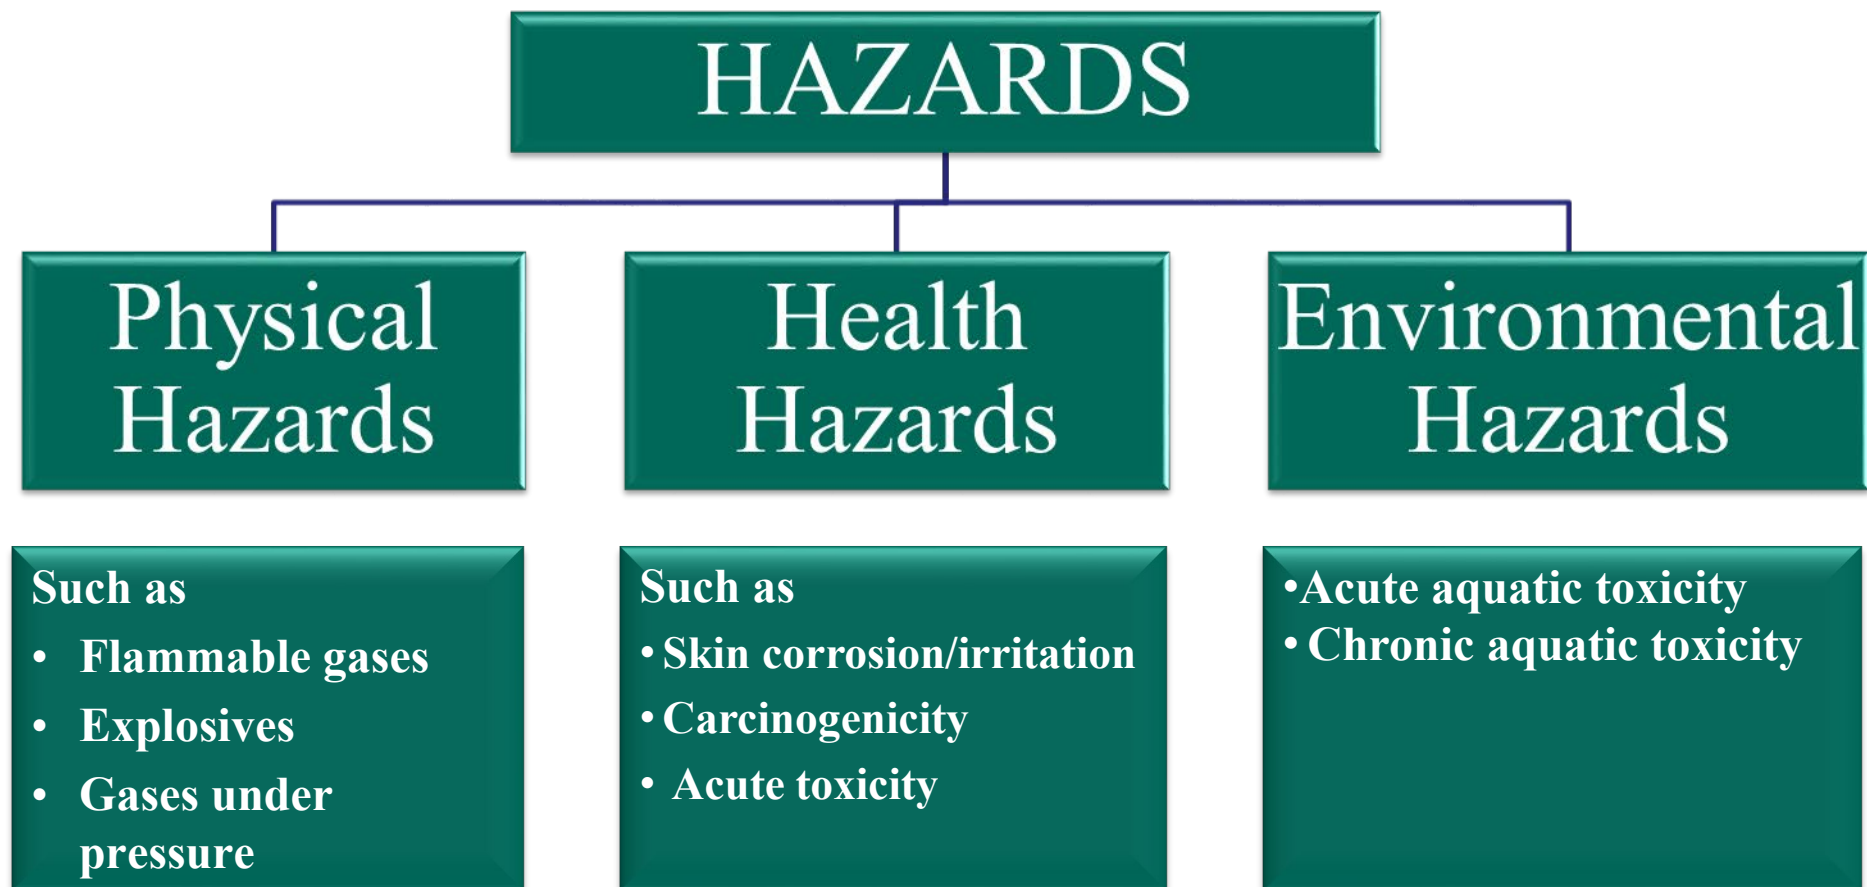 HAZARDS
Physical
Hazards
Health
Hazards
Environmental
Hazards
Such as
• Flammable gases
• Explosives
• Gases under
pressure
Such as
• Skin corrosion/irritation
• Carcinogenicity
• Acute toxicity
•Acute aquatic toxicity
• Chronic aquatic toxicity